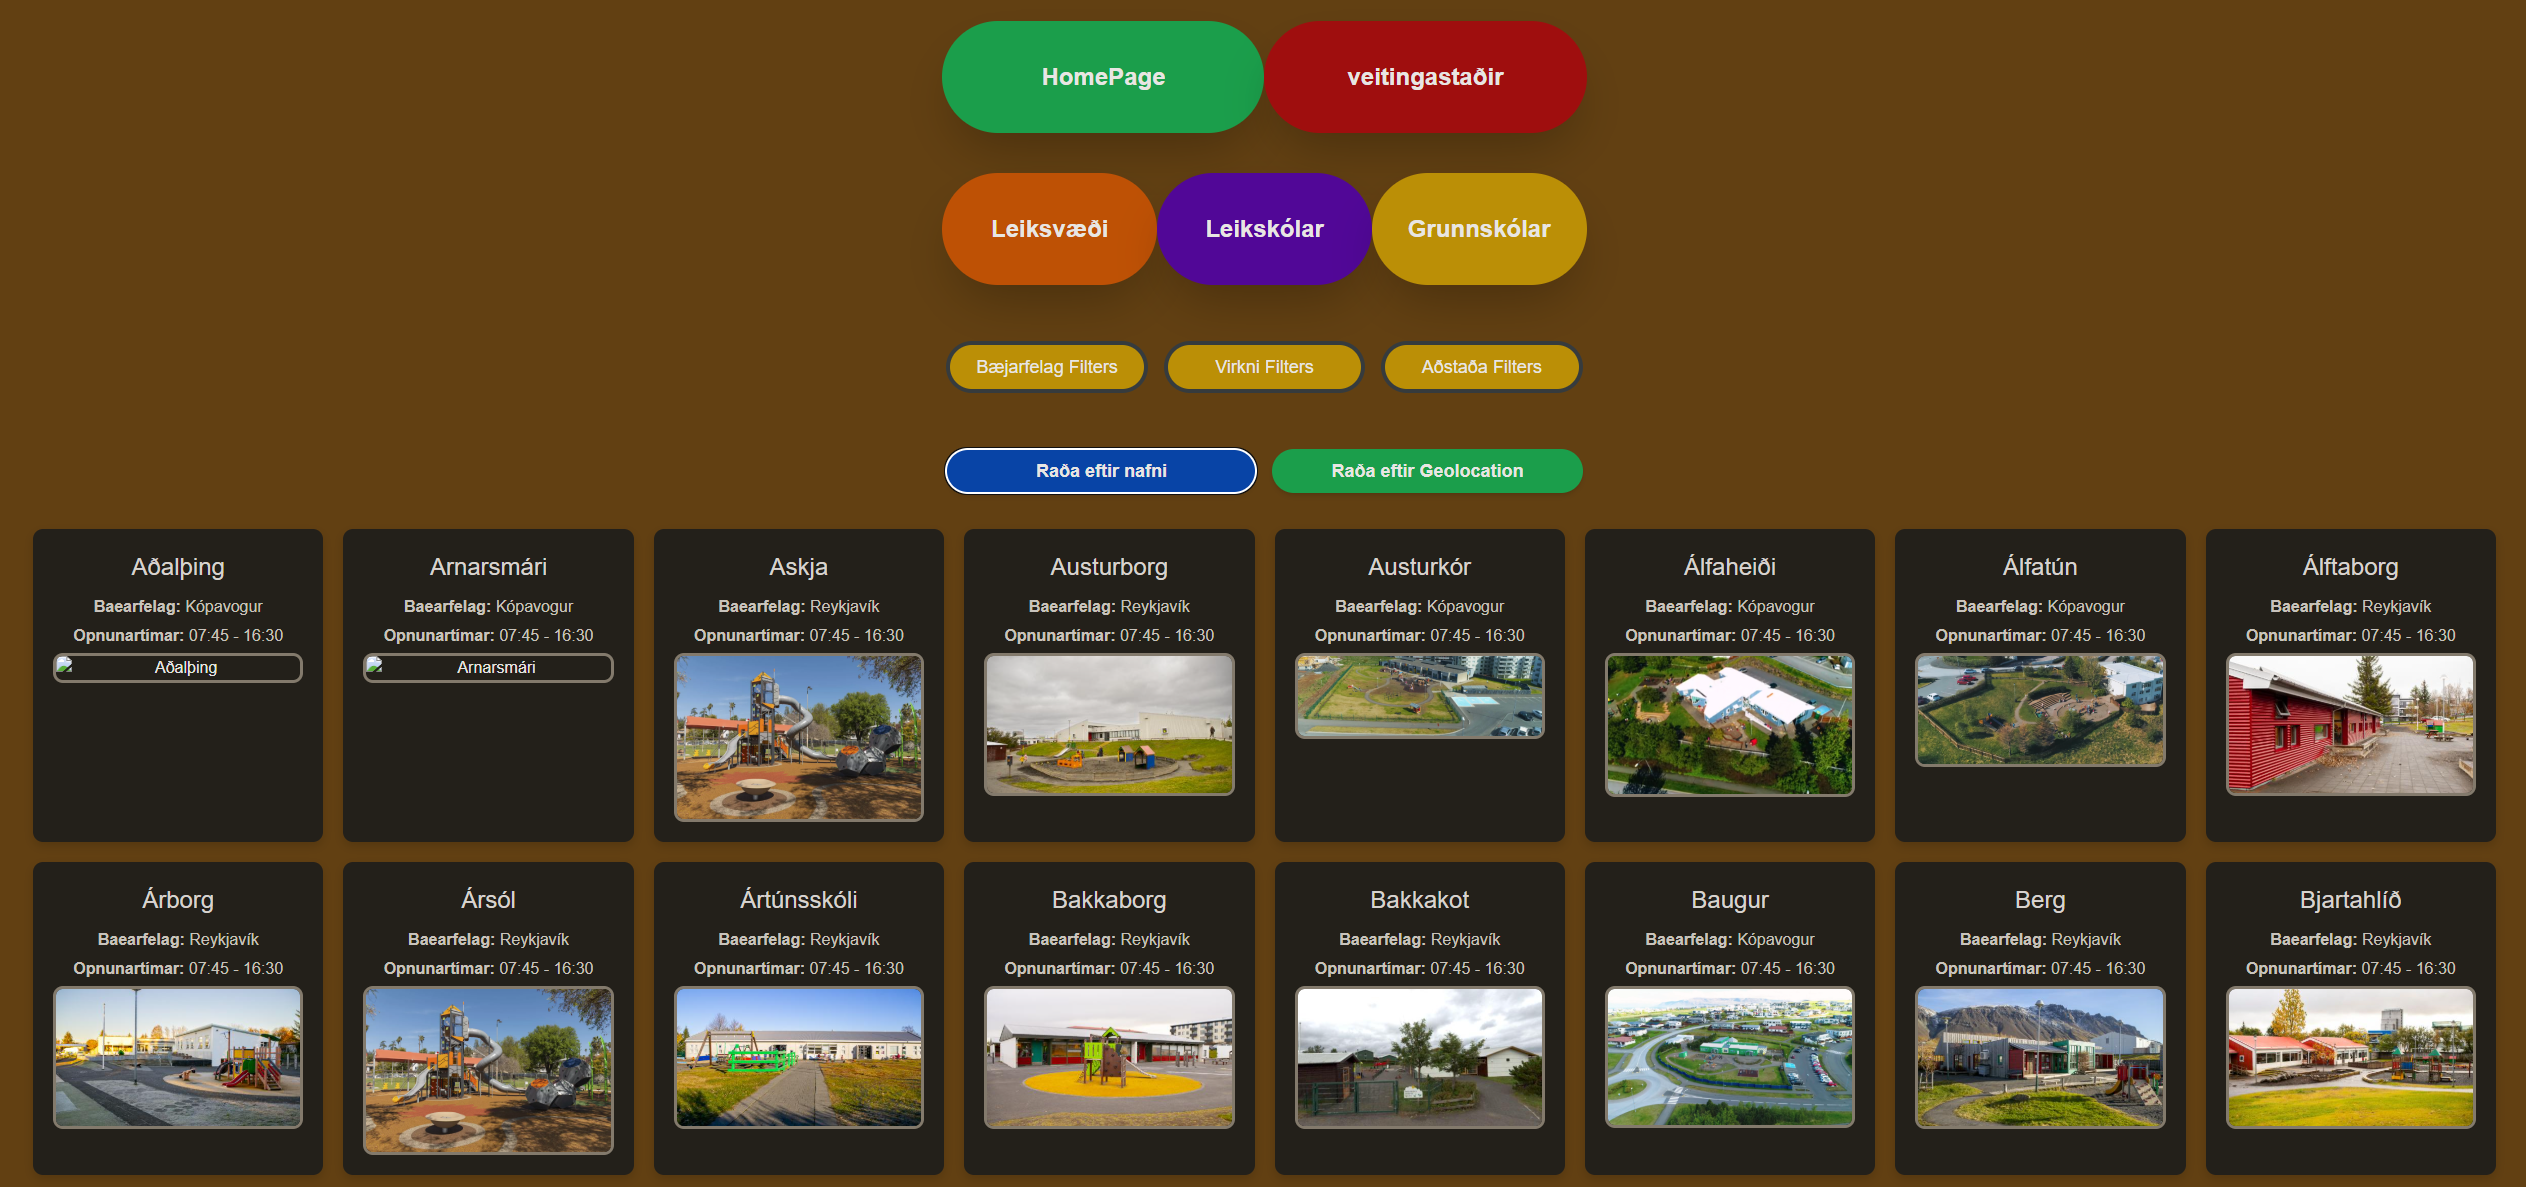 HomePage
veitingastaðir
Leiksvæði
Leikskólar
Grunnskólar
Bæjarfelag Filters
Virkni Filters
Aðstaða Filters
Raða eftir nafni
Raða eftir Geolocation
Aðalþing
Baearfelag: Kópavogur
Opnunartímar: 07:45 - 16:30
Aðalþing
Arnarsmári
Baearfelag: Kópavogur
Opnunartímar: 07:45 - 16:30
Arnarsmári
Askja
Baearfelag: Reykjavík
Opnunartímar: 07:45 - 16:30
Austurborg
Baearfelag: Reykjavík
Opnunartímar: 07:45 - 16:30
Austurkór
Baearfelag: Kópavogur
Opnunartímar: 07:45 - 16:30
Álfaheiði
Baearfelag: Kópavogur
Opnunartímar: 07:45 - 16:30
Álfatún
Baearfelag: Kópavogur
Opnunartímar: 07:45 - 16:30
Álftaborg
Baearfelag: Reykjavík
Opnunartímar: 07:45 - 16:30
Árborg
Baearfelag: Reykjavík
Opnunartímar: 07:45 - 16:30
Ársól
Baearfelag: Reykjavík
Opnunartímar: 07:45 - 16:30
Ártúnsskóli
Baearfelag: Reykjavík
Opnunartímar: 07:45 - 16:30
Bakkaborg
Baearfelag: Reykjavík
Opnunartímar: 07:45 - 16:30
Bakkakot
Baearfelag: Reykjavík
Opnunartímar: 07:45 - 16:30
Baugur
Baearfelag: Kópavogur
Opnunartímar: 07:45 - 16:30
Berg
Baearfelag: Reykjavík
Opnunartímar: 07:45 - 16:30
Bjartahlíð
Baearfelag: Reykjavík
Opnunartímar: 07:45 - 16:30